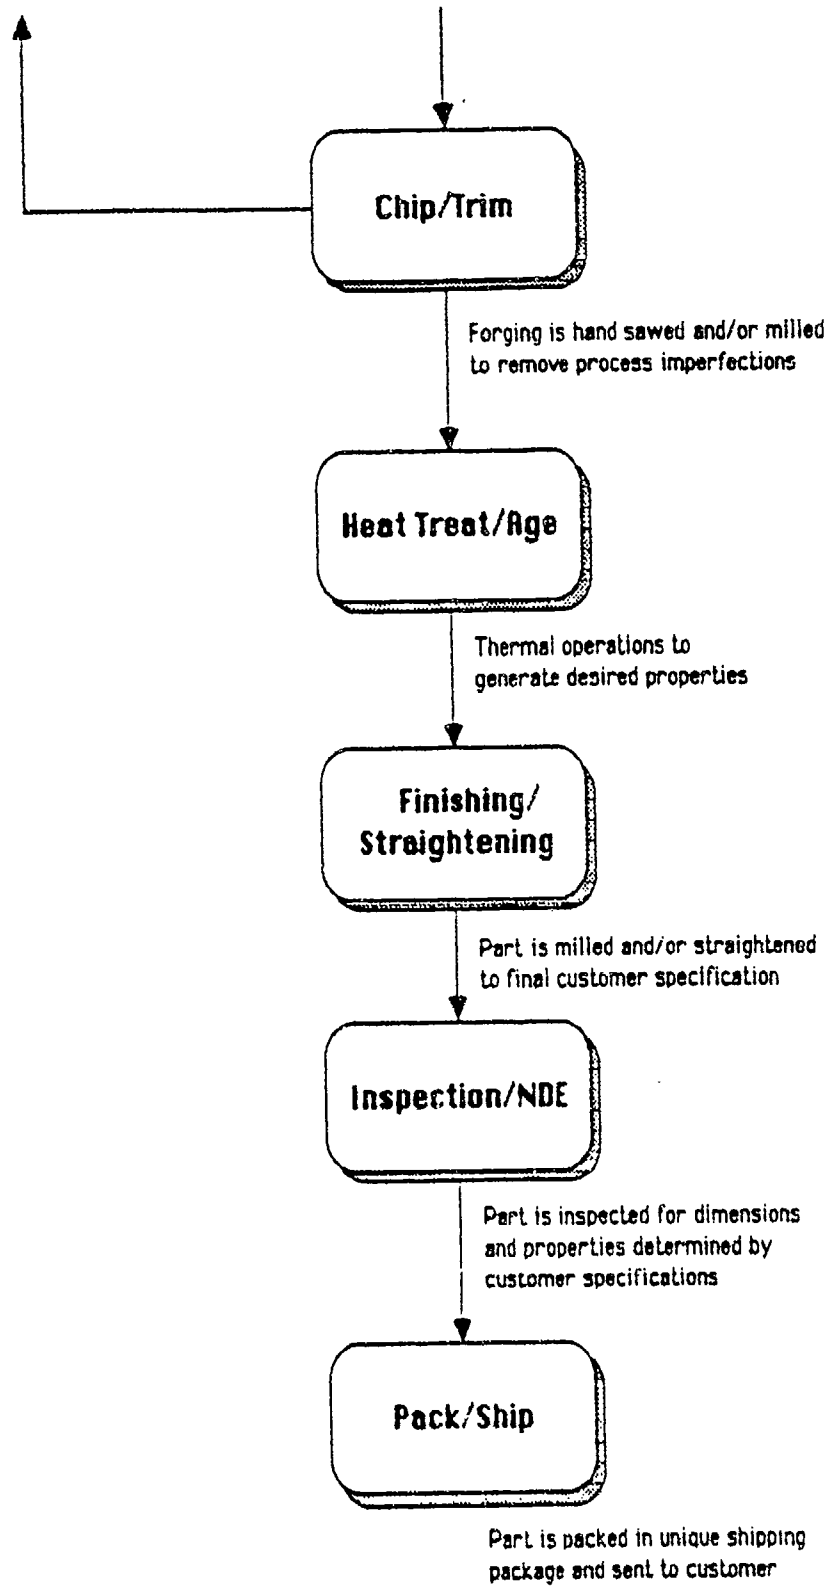 Chip/Trim
Forging is hand sawed and/or milled
to remove process imperfections
Heat Treat/Age
Thermal operations to
generate desired properties
Finishing/
Straightening
Part is milled and/or straightened
to final customer specification
Inspection/NDE
Part is inspected for dimensions
and properties determined by
customer specifications
Pack/Ship
Part is packed in unique shipping
package and sent to customer